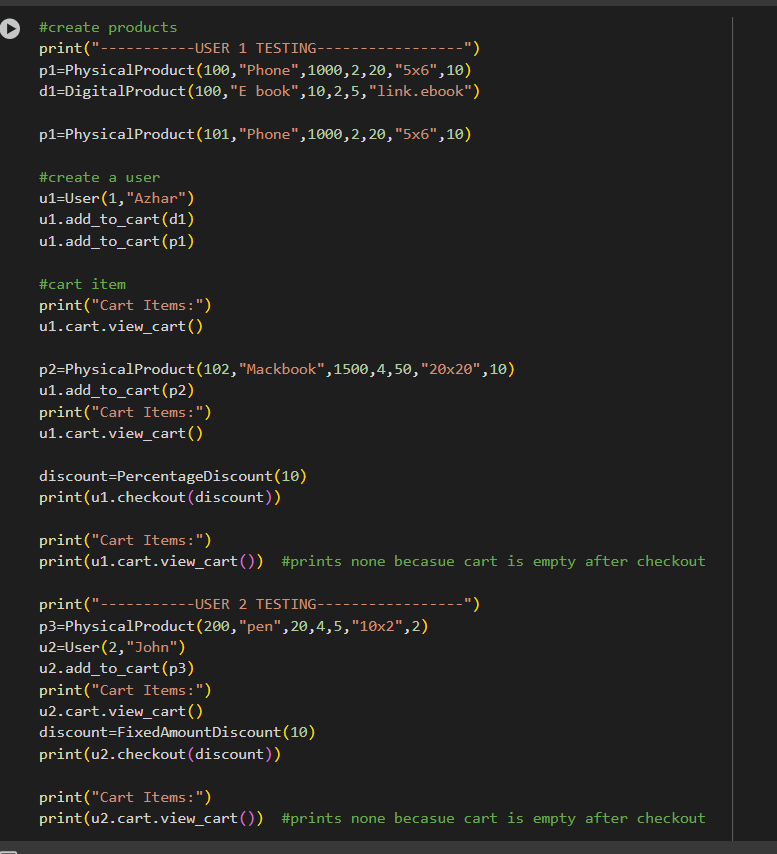 #create products
print("-----------USER 1 TESTING-----------------")
p1=PhysicalProduct(100,"Phone",1000,2,20,"5x6",10)
d1=DigitalProduct(100,"E book",10,2,5,"link.ebook")
p1=PhysicalProduct(101,"Phone",1000,2,20,"5x6",10)
#create a user
u1=User(1,"Azhar")
u1.add_to_cart(d1)
u1.add_to_cart(p1)
#cart item
print("Cart Items:")
u1.cart.view_cart()
p2=PhysicalProduct(102,"Mackbook",1500,4,50,"20x20",10)
u1.add_to_cart(p2)
print("Cart Items:")
u1.cart.view_cart()
discount=PercentageDiscount(10)
print(u1.checkout(discount))
print("Cart Items:")
print(u1.cart.view_cart())  #prints none becasue cart is empty after checkout
print("-----------USER 2 TESTING-----------------")
p3=PhysicalProduct(200,"pen",20,4,5,"10x2",2)
u2=User(2,"John")
u2.add_to_cart(p3)
print("Cart Items:")
u2.cart.view_cart()
discount=FixedAmountDiscount(10)
print(u2.checkout(discount))
print("Cart Items:")
print(u2.cart.view_cart())  #prints none becasue cart is empty after checkout